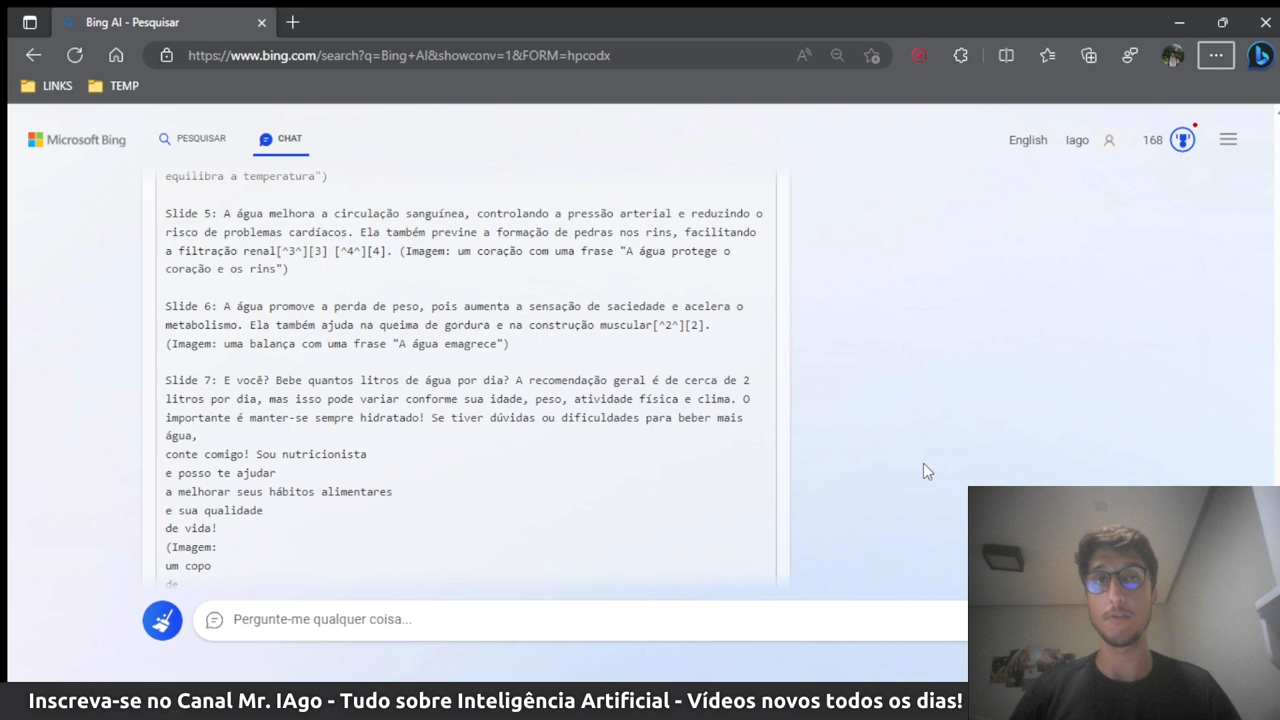 Bing AI - Pesquisar
https://www.bing.com/search?q=Bing+AI&showconv=1&FORM=hpcodx
LINKS
TEMP
Microsoft Bing
PESQUISAR
CHAT
English
Iago
168
equilibra a temperatura")
Slide 5: A água melhora a circulação sanguínea, controlando a pressão arterial e reduzindo o
risco de problemas cardíacos. Ela também previne a formação de pedras nos rins, facilitando
a filtração renal[^3^][3] [^4^][4]. (Imagem: um coração com uma frase "A água protege o
coração e os rins")
Slide 6: A água promove a perda de peso, pois aumenta a sensação de saciedade e acelera o
metabolismo. Ela também ajuda na queima de gordura e na construção muscular[^2^][2].
(Imagem: uma balança com uma frase "A água emagrece")
Slide 7: E você? Bebe quantos litros de água por dia? A recomendação geral é de cerca de 2
litros por dia, mas isso pode variar conforme sua idade, peso, atividade física e clima. O
importante é manter-se sempre hidratado! Se tiver dúvidas ou dificuldades para beber mais
água,
conte comigo! Sou nutricionista
e posso te ajudar
a melhorar seus hábitos alimentares
e sua qualidade
de vida!
(Imagem:
um copo
de
Pergunte-me qualquer coisa...
Inscreva-se no Canal Mr. IAgo - Tudo sobre Inteligência Artificial - Vídeos novos todos os dias!